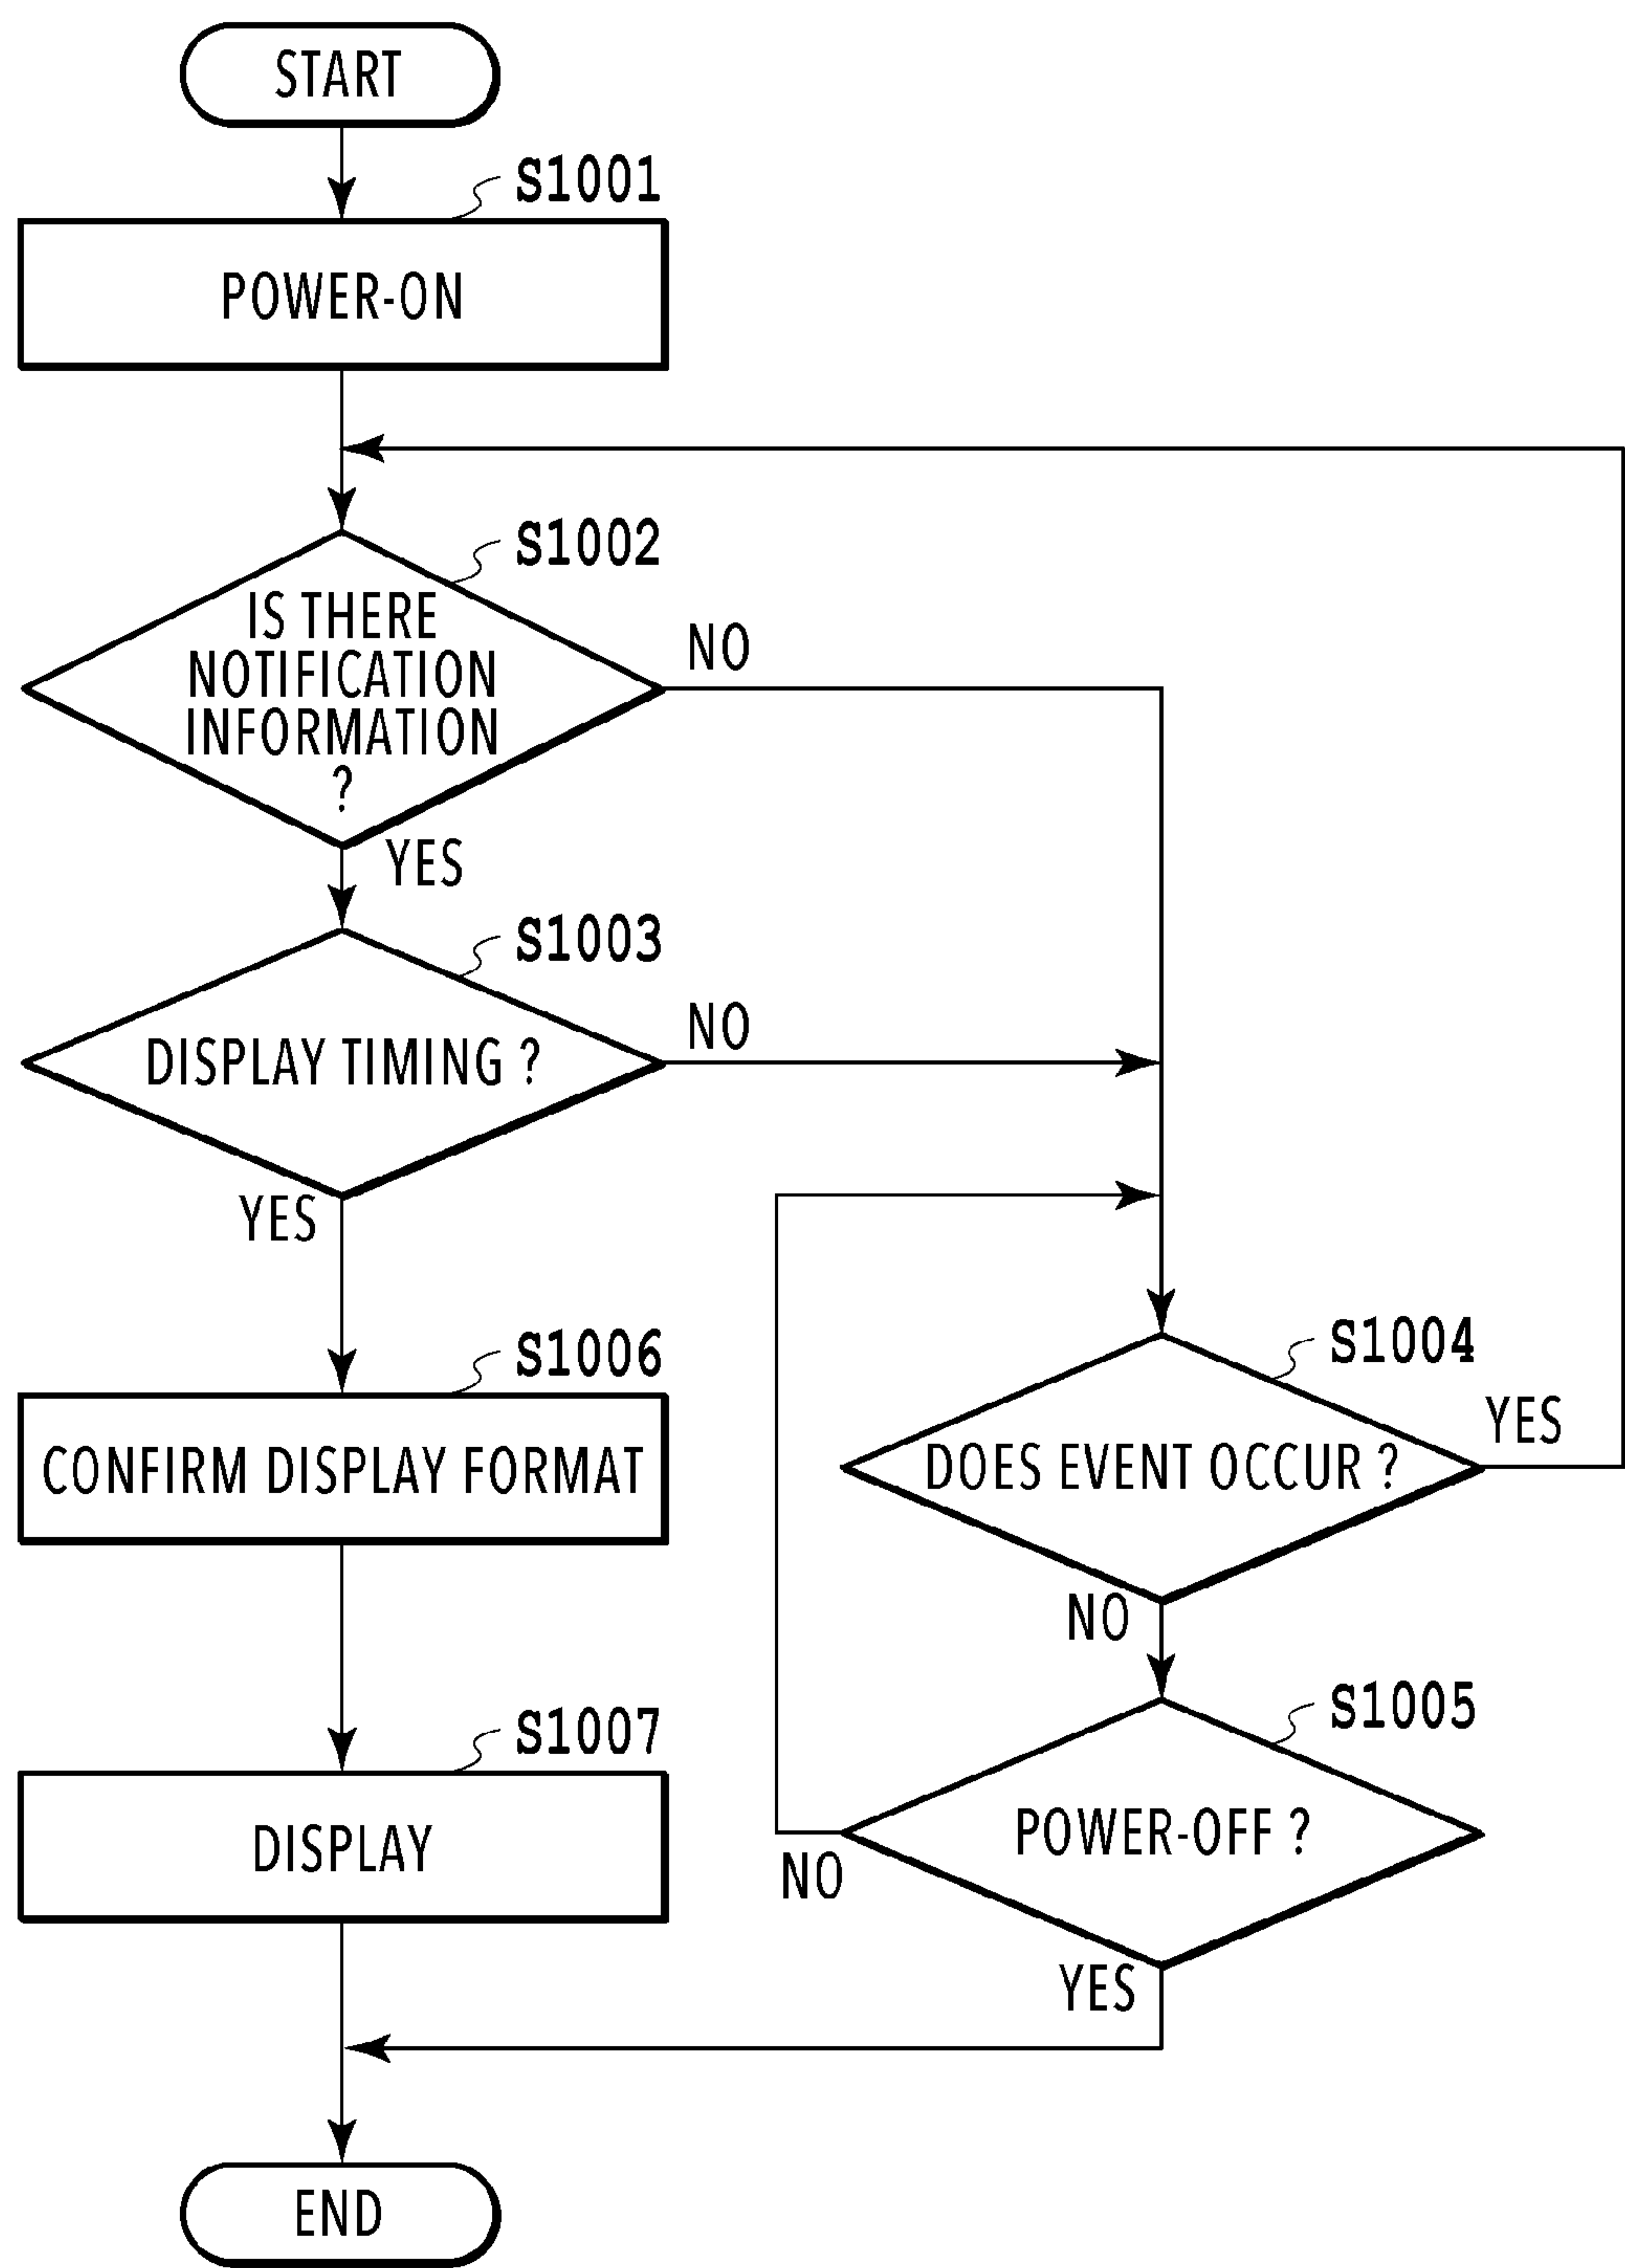 START
S1001
POWER-ON
S1002
IS THERE
NOTIFICATION
INFORMATION
?
NO
YES
S1003
DISPLAY TIMING ?
NO
YES
S1006
CONFIRM DISPLAY FORMAT
S1004
DOES EVENT OCCUR ?
YES
NO
S1007
DISPLAY
S1005
POWER-OFF ?
NO
YES
END